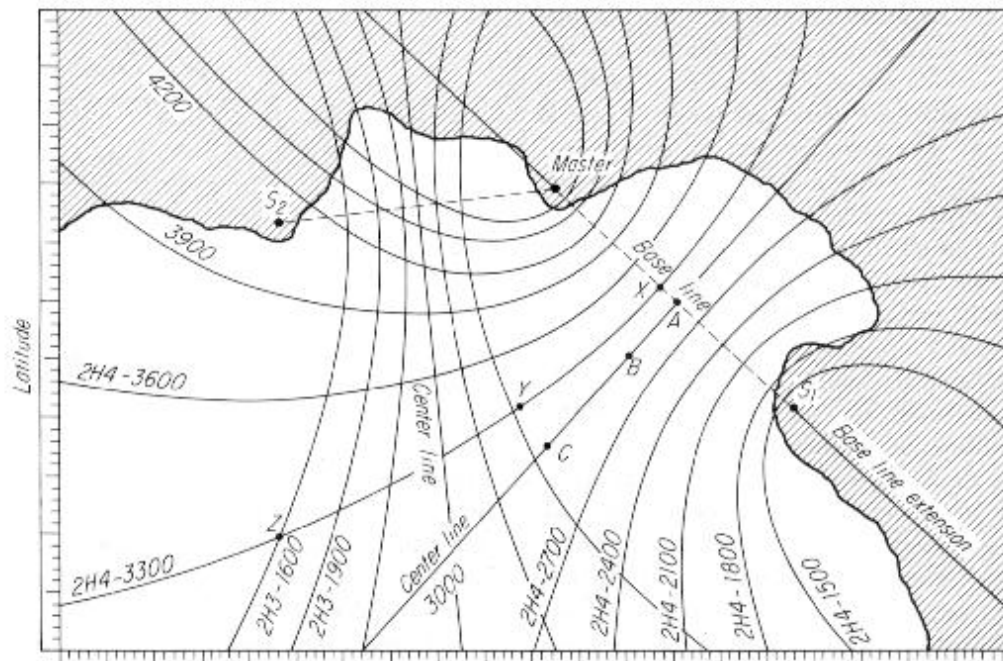 4200
Master
S2
3900
Base line
X
A
B
Latitude
2H4-3600
Y
Center line
S1
C
Base line extension
Z
2H4-3300
2H3-1600
2H3-1900
Center line
3000
2H4-2700
2H4-2400
2H4-2100
2H4-1800
2H4-1500